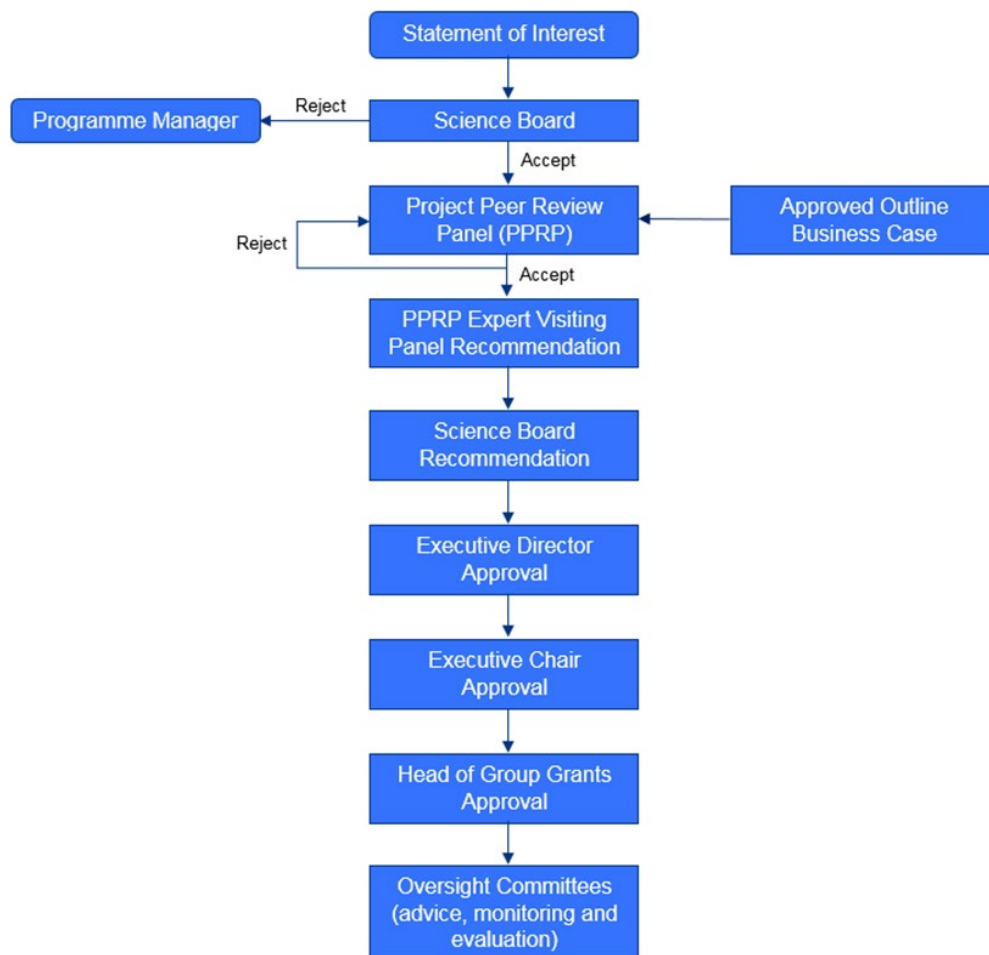 Statement of Interest
Reject
Programme Manager
Science Board
Accept
Project Peer Review
Panel (PPRP)
Approved Outline
Business Case
Reject
Accept
PPRP Expert Visiting
Panel Recommendation
Science Board
Recommendation
Executive Director
Approval
Executive Chair
Approval
Head of Group Grants
Approval
Oversight Committees
(advice, monitoring and
evaluation)